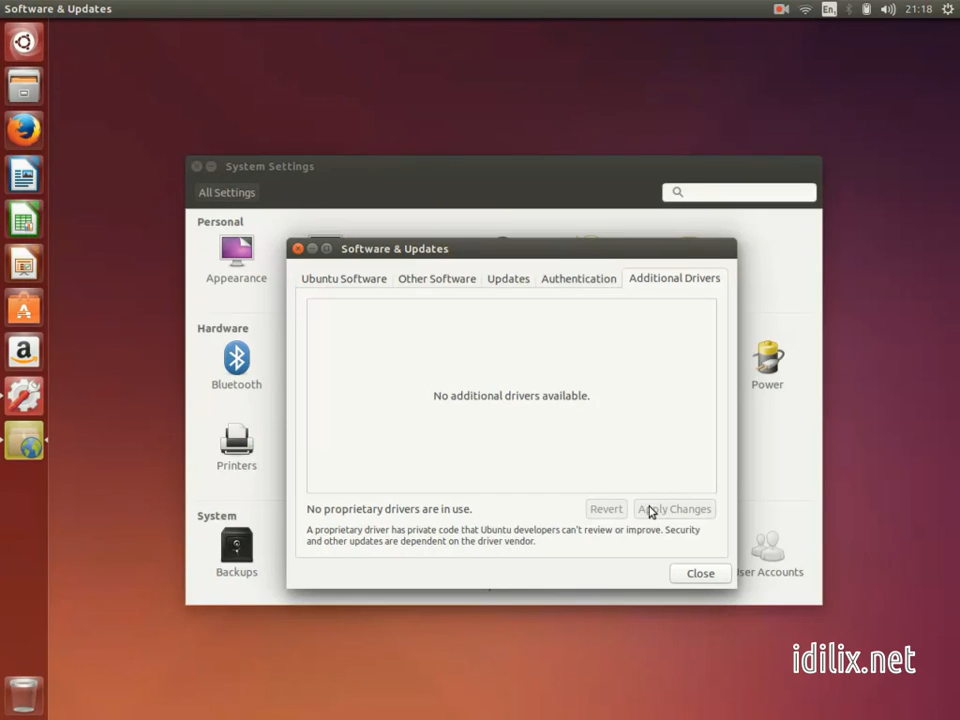 Software & Updates
En
21:18
System Settings
All Settings
Personal
Appearance
Hardware
Bluetooth
Power
Printers
System
Backups
User Accounts
Software & Updates
Ubuntu Software Other Software Updates Authentication Additional Drivers
No additional drivers available.
No proprietary drivers are in use. Revert Apply Changes
A proprietary driver has private code that Ubuntu developers can't review or improve. Security
and other updates are dependent on the driver vendor.
Close
a
idilix.net